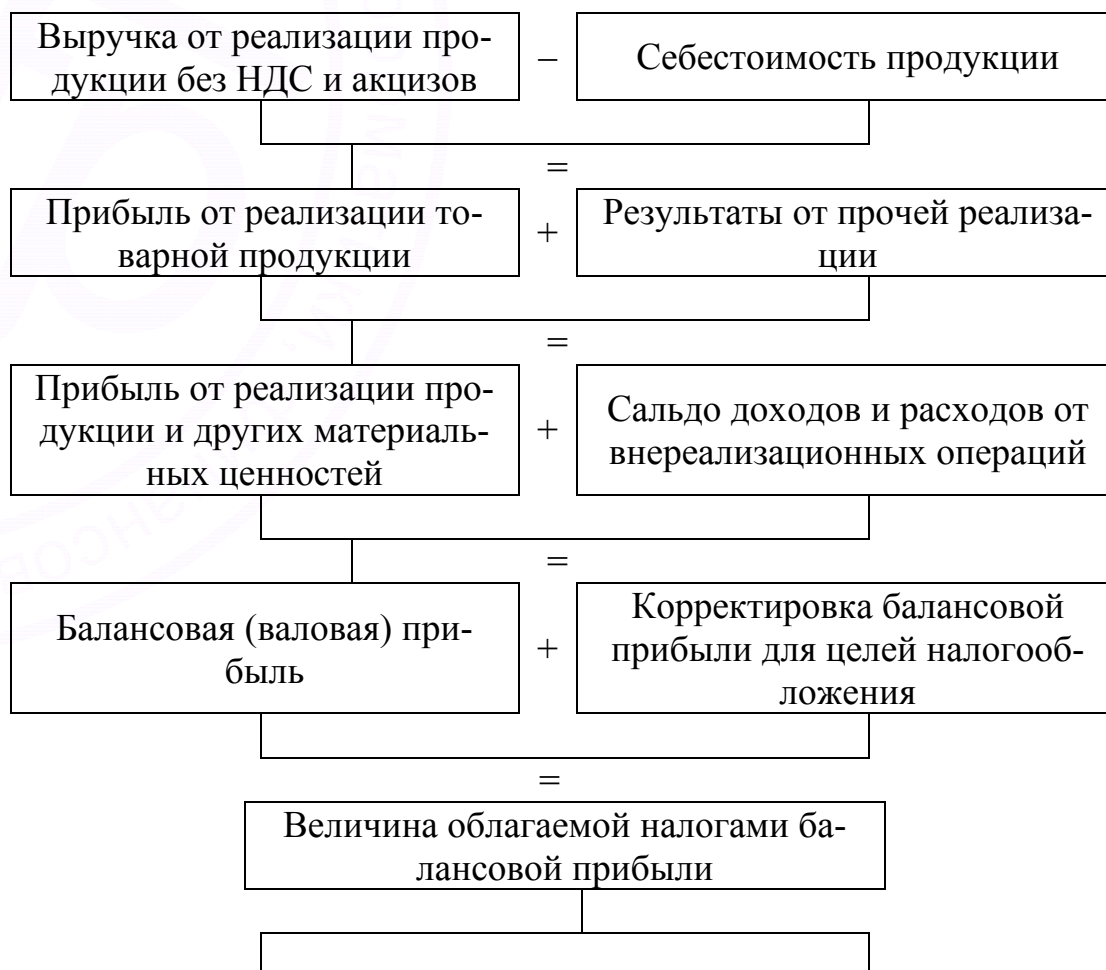 Выручка от реализации про-
дукции без НДС и акцизов
–
Себестоимость продукции
=
Прибыль от реализации то-
варной продукции
+
Результаты от прочей реализа-
ции
=
Прибыль от реализации про-
дукции и других материаль-
ных ценностей
+
Сальдо доходов и расходов от
внереализационных операций
=
Балансовая (валовая) при-
быль
+
Корректировка балансовой
прибыли для целей налогооб-
ложения
=
Величина облагаемой налогами ба-
лансовой прибыли